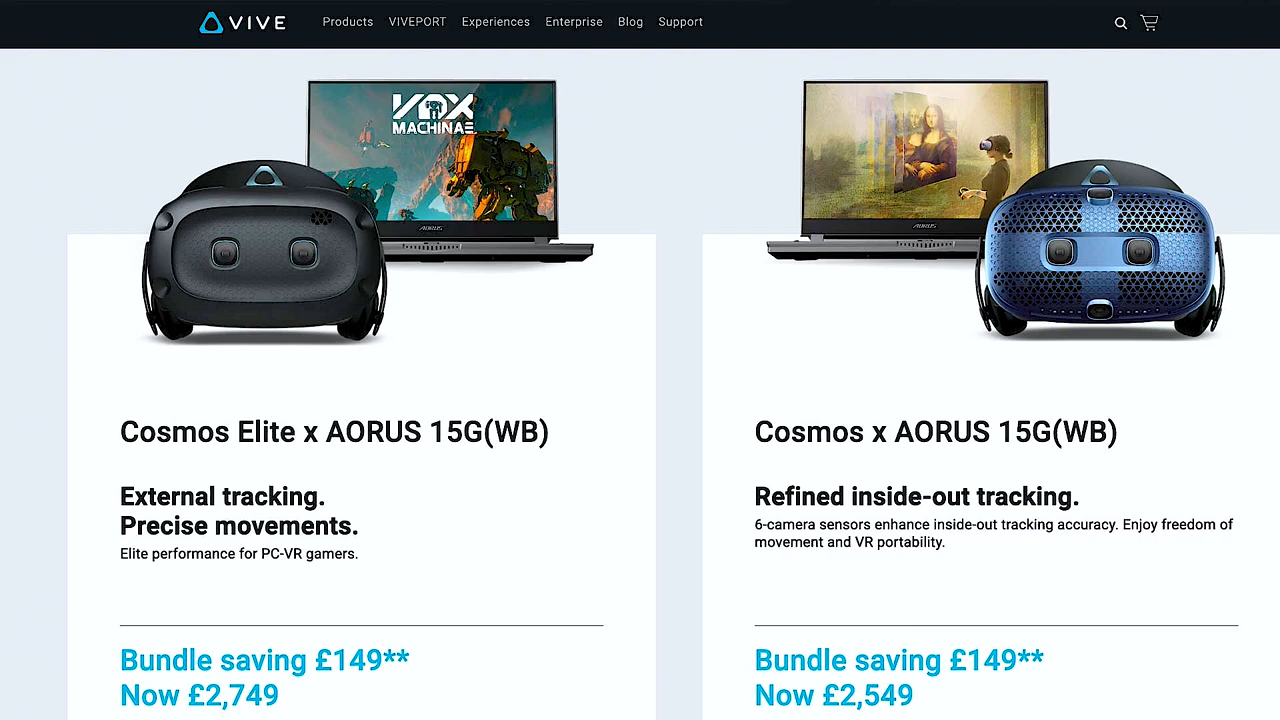 VIVE
Products VIVEPORT Experiences Enterprise Blog Support
VOX
MACHINAE
AORUS
AORUS
Cosmos Elite x AORUS 15G(WB)
External tracking.
Precise movements.
Elite performance for PC-VR gamers.
Bundle saving £149**
Now £2,749
Cosmos x AORUS 15G(WB)
Refined inside-out tracking.
6-camera sensors enhance inside-out tracking accuracy. Enjoy freedom of
movement and VR portability.
Bundle saving £149**
Now £2,549